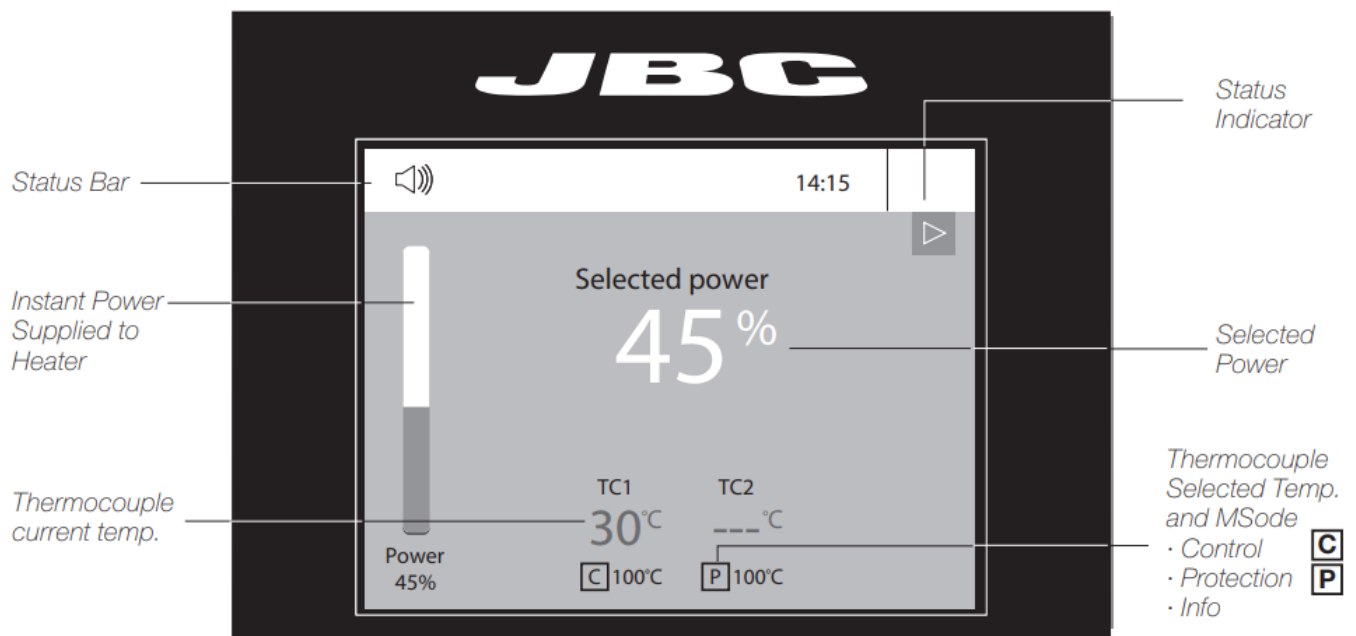 JBC
Status
Indicator
Status Bar
14:15
Instant Power
Supplied to
Heater
Selected power
45%
Selected
Power
Thermocouple
current temp.
TC1 TC2
30°C ---°C
Power
45%
C 100°C P 100°C
Thermocouple
Selected Temp.
and MSode
· Control C
· Protection P
· Info